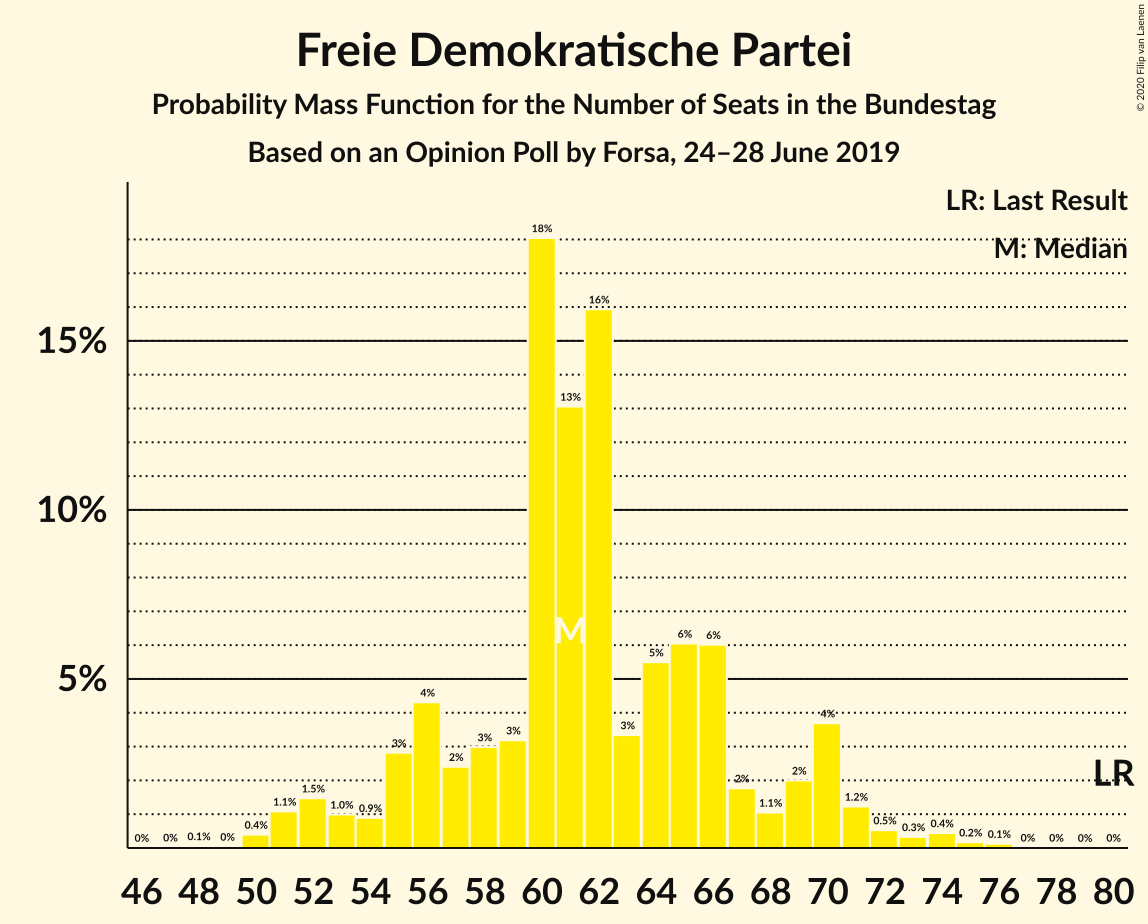 Freie Demokratische Partei
Probability Mass Function for the Number of Seats in the Bundestag
Based on an Opinion Poll by Forsa, 24–28 June 2019
© 2020 Filip van Laenen
LR: Last Result
M: Median
15%
10%
5%
0% 0% 0.1% 0% 0.4% 1.1% 1.5% 1.0% 0.9% 3% 4% 2% 3% 3% 18% 13% 16% 3% 5% 6% 6% 2% 1.1% 2% 4% 1.2% 0.5% 0.3% 0.4% 0.2% 0.1% 0% 0% 0% 0%
M
LR
46 48 50 52 54 56 58 60 62 64 66 68 70 72 74 76 78 80